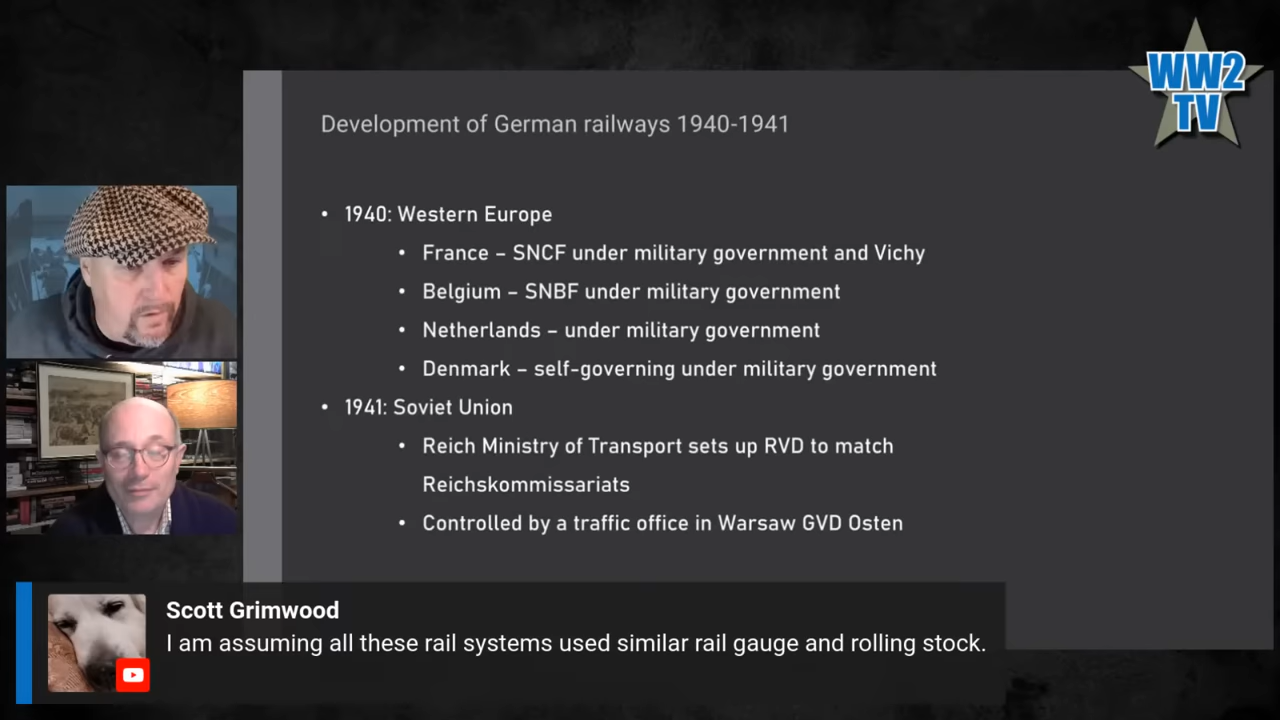 WW2
TV
Development of German railways 1940-1941
• 1940: Western Europe
• France – SNCF under military government and Vichy
• Belgium – SNBF under military government
• Netherlands – under military government
• Denmark – self-governing under military government
• 1941: Soviet Union
• Reich Ministry of Transport sets up RVD to match
Reichskommissariats
• Controlled by a traffic office in Warsaw GVD Osten
Scott Grimwood
I am assuming all these rail systems used similar rail gauge and rolling stock.